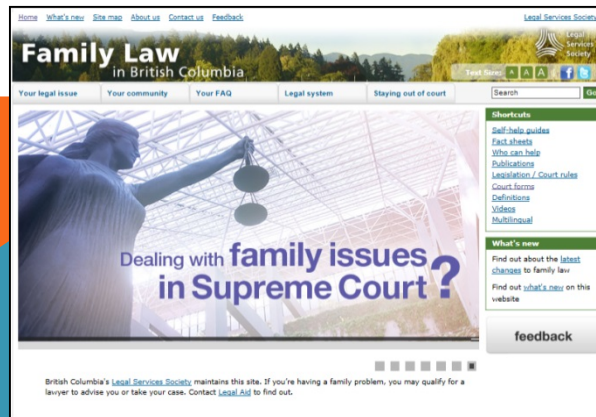 Home What's new Site map About us Contact us Feedback Legal Services Society
Family Law
in British Columbia
Legal
Services
Society
Text Size: A A A
Your legal issue Your community Your FAQ Legal system Staying out of court Search Go
Dealing with family issues
in Supreme Court?
Shortcuts
Self-help guides
Fact sheets
Who can help
Publications
Legislation / Court rules
Court forms
Definitions
Videos
Multilingual
What's new
Find out about the latest
changes to family law
Find out what's new on this
website
feedback
British Columbia's Legal Services Society maintains this site. If you're having a family problem, you may qualify for a
lawyer to advise you or take your case. Contact Legal Aid to find out.